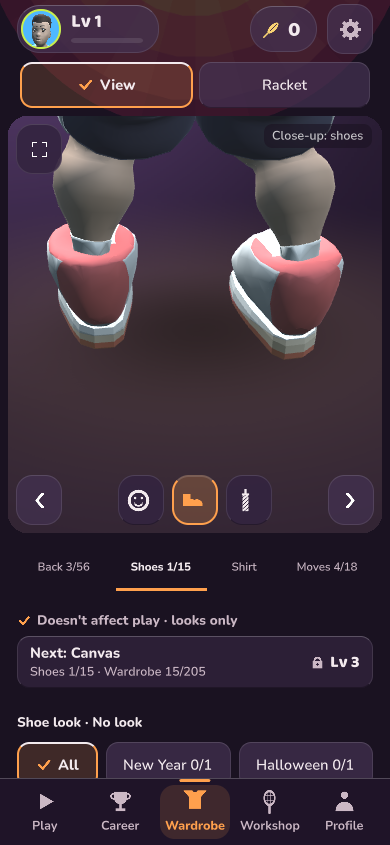 Lv 1
0
View
Racket
Close-up: shoes
Back 3/56
Shoes 1/15
Shirt
Moves 4/18
Doesn't affect play · looks only
Next: Canvas
Shoes 1/15 · Wardrobe 15/205
Lv 3
Shoe look · No look
All
New Year 0/1
Halloween 0/1
Play
Career
Wardrobe
Workshop
Profile